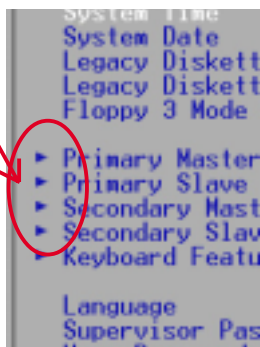 System Time
System Date
Legacy Diskett
Legacy Diskett
Floppy 3 Mode
Primary Master
Primary Slave
Secondary Mast
Secondary Slav
Keyboard Featu
Language
Supervisor Pas